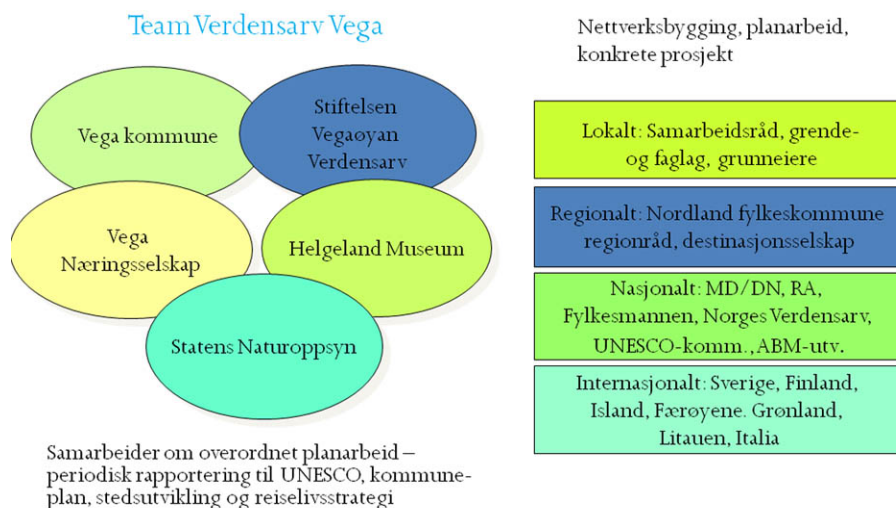 Team Verdensarv Vega
Vega kommune
Stiftelsen
Vegaøyan
Verdensarv
Vega
Næringsselskap
Helgeland Museum
Statens Naturoppsyn
Samarbeider om overordnet planarbeid –
periodisk rapportering til UNESCO, kommune-
plan, stedsutvikling og reiselivsstrategi
Nettverksbygging, planarbeid,
konkrete prosjekt
Lokalt: Samarbeidsråd, grende-
og faglag, grunneiere
Regionalt: Nordland fylkeskommune
regionråd, destinasjonsselskap
Nasjonalt: MD/DN, RA,
Fylkesmannen, Norges Verdensarv,
UNESCO-komm., ABM-utv.
Internasjonalt: Sverige, Finland,
Island, Færøyene. Grønland,
Litauen, Italia